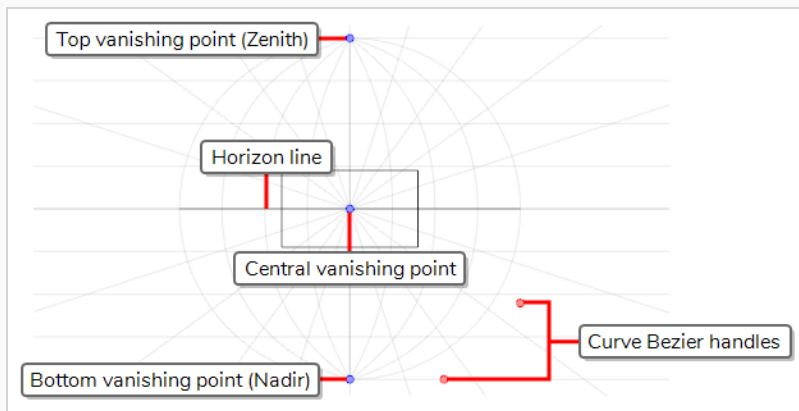 Top vanishing point (Zenith)
Horizon line
Central vanishing point
Curve Bezier handles
Bottom vanishing point (Nadir)